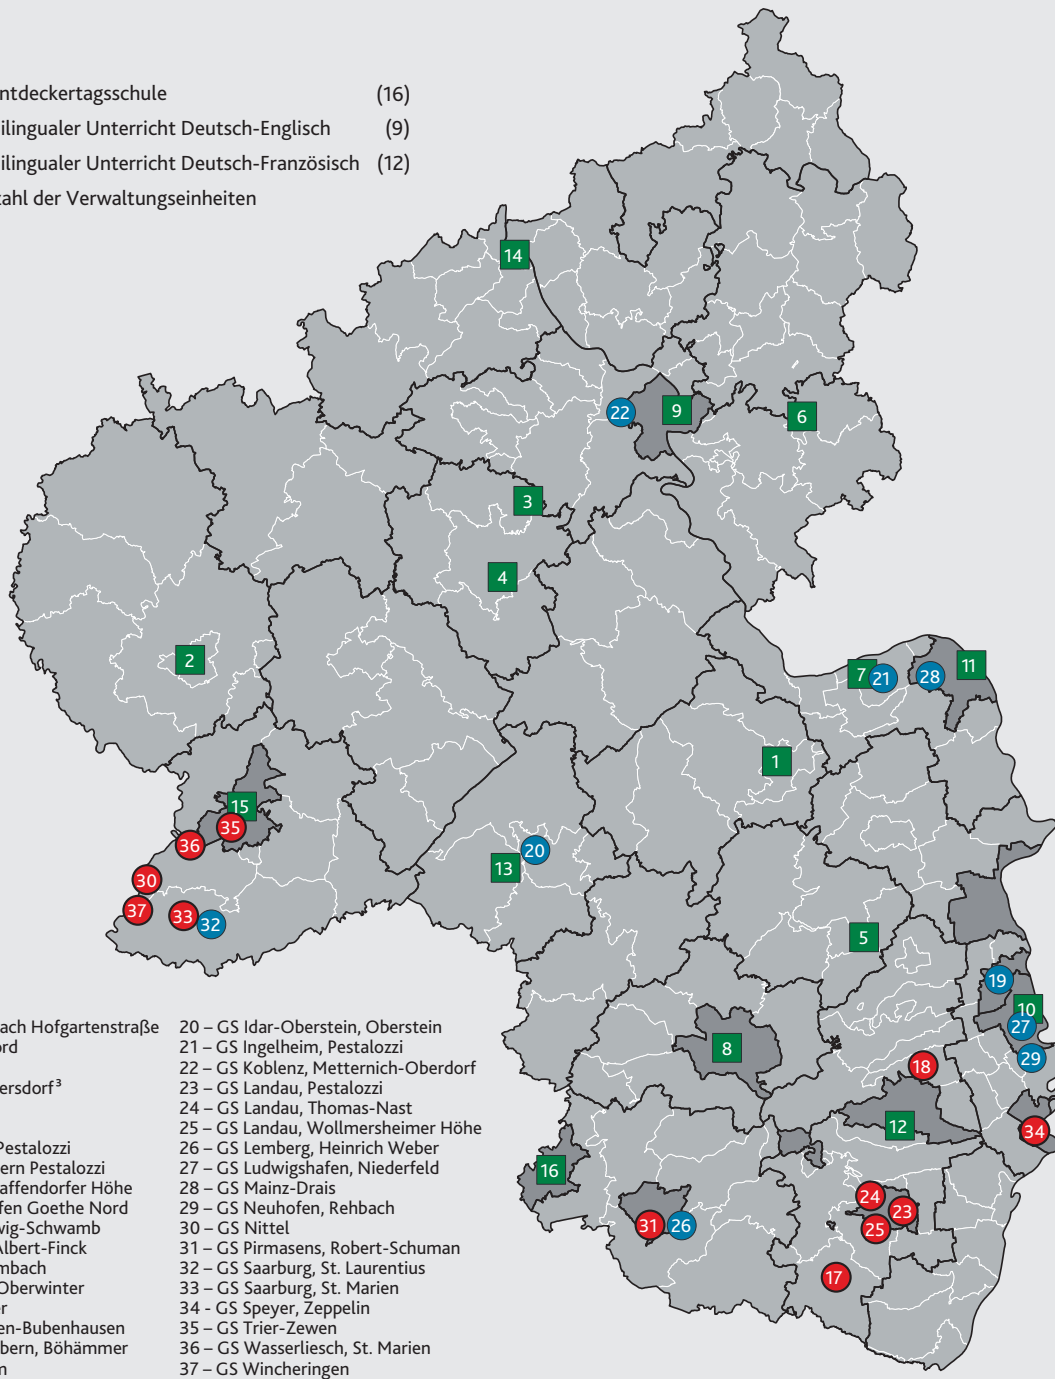 ntdeckertagsschule (16)
ilingualer Unterricht Deutsch-Englisch (9)
ilingualer Unterricht Deutsch-Französisch (12)
zahl der Verwaltungseinheiten
14
22
9
6
3
4
2
7
21
28
11
1
15
35
36
30
37
33
32
13
20
5
19
10
27
29
8
18
12
34
16
31
26
24
23
25
17
ach Hofgartenstraße
ord
ersdorf³
Pestalozzi
ern Pestalozzi
affendorfer Höhe
fen Goethe Nord
wig-Schwamb
Albert-Finck
mbach
Oberwinter
er
en-Bubenhausen
bern, Böhämmer
m
20 – GS Idar-Oberstein, Oberstein
21 – GS Ingelheim, Pestalozzi
22 – GS Koblenz, Metternich-Oberdorf
23 – GS Landau, Pestalozzi
24 – GS Landau, Thomas-Nast
25 – GS Landau, Wollmersheimer Höhe
26 – GS Lemberg, Heinrich Weber
27 – GS Ludwigshafen, Niederfeld
28 – GS Mainz-Drais
29 – GS Neuhofen, Rehbach
30 – GS Nittel
31 – GS Pirmasens, Robert-Schuman
32 – GS Saarburg, St. Laurentius
33 – GS Saarburg, St. Marien
34 - GS Speyer, Zeppelin
35 – GS Trier-Zewen
36 – GS Wasserliesch, St. Marien
37 – GS Wincheringen